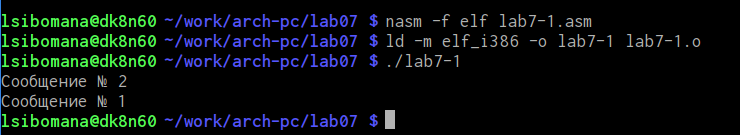 lsibomana@dk8n60 ~/work/arch-pc/lab07 $ nasm -f elf lab7-1.asm
lsibomana@dk8n60 ~/work/arch-pc/lab07 $ ld -m elf_i386 -o lab7-1 lab7-1.o
lsibomana@dk8n60 ~/work/arch-pc/lab07 $ ./lab7-1
Сообщение № 2
Сообщение № 1
lsibomana@dk8n60 ~/work/arch-pc/lab07 $